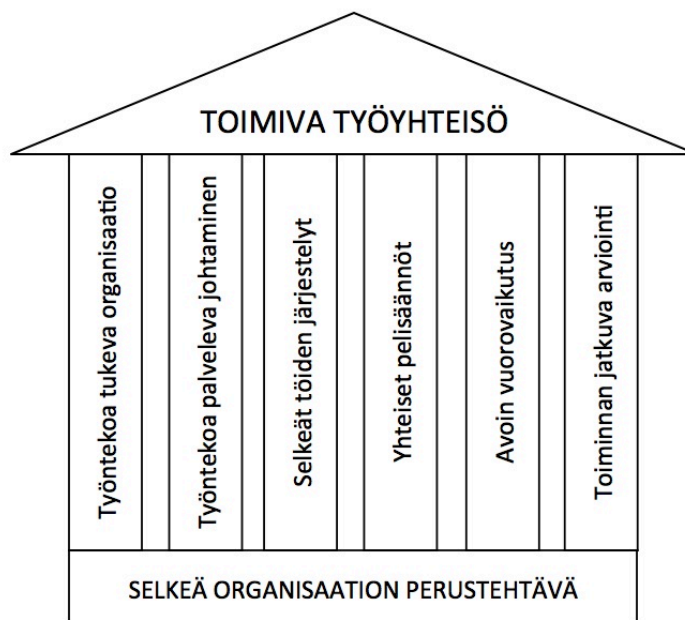 TOIMIVA TYÖYHTEISÖ
Työntekoa tukeva organisaatio
Työntekoa palveleva johtaminen
Selkeät töiden järjestelyt
Yhteiset pelisäännöt
Avoin vuorovaikutus
Toiminnan jatkuva arviointi
SELKEÄ ORGANISAATION PERUSTEHTÄVÄ